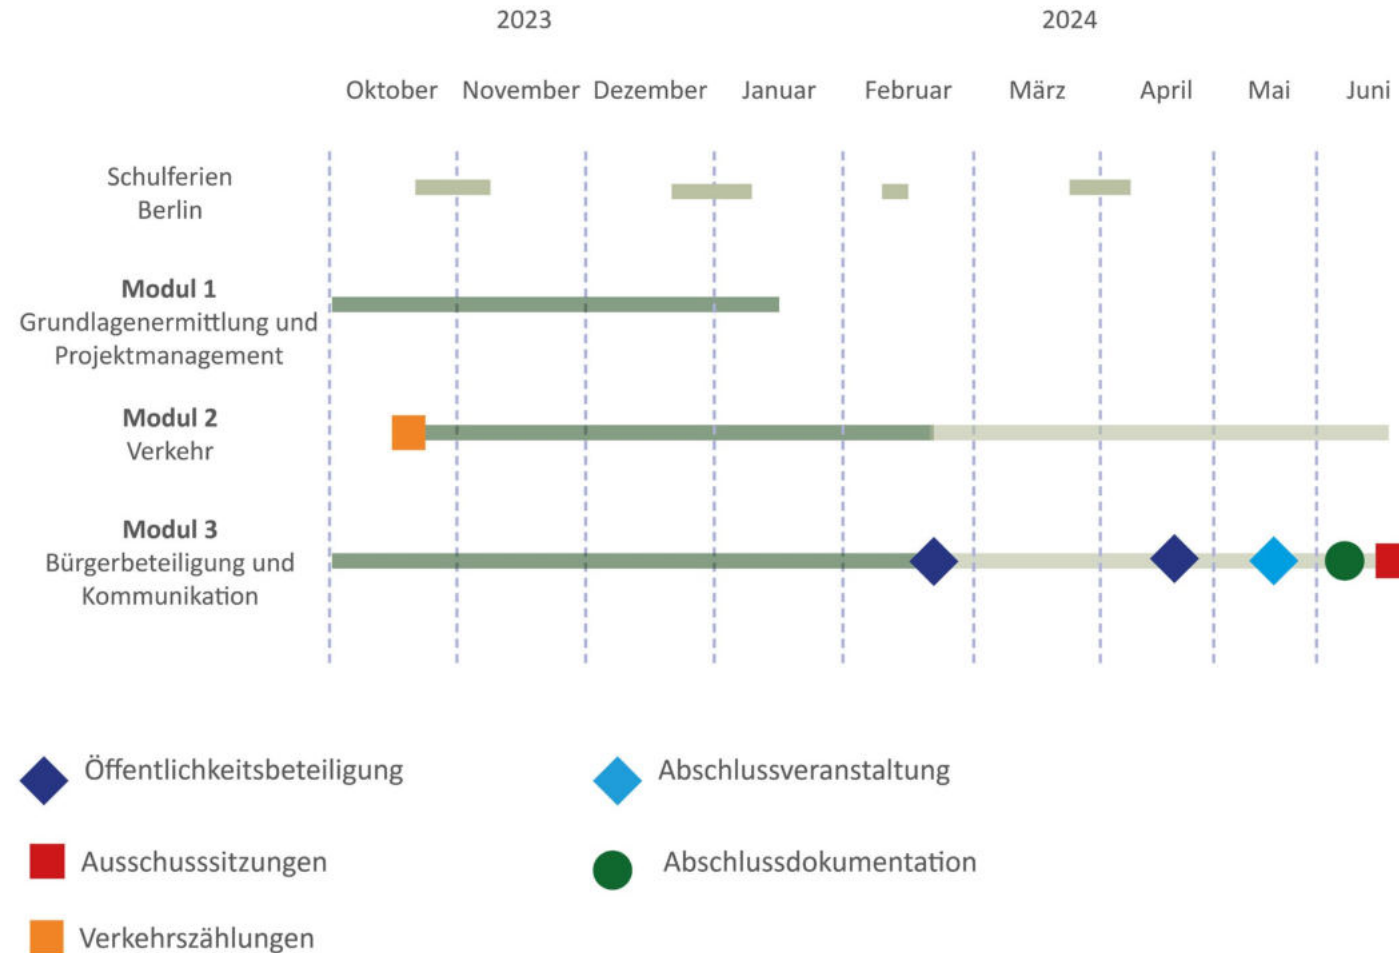 2023
2024
Oktober
November
Dezember
Januar
Februar
März
April
Mai
Juni
Schulferien
Berlin
Modul 1
Grundlagenermittlung und
Projektmanagement
Modul 2
Verkehr
Modul 3
Bürgerbeteiligung und
Kommunikation
Öffentlichkeitsbeteiligung
Abschlussveranstaltung
Ausschusssitzungen
Abschlussdokumentation
Verkehrszählungen